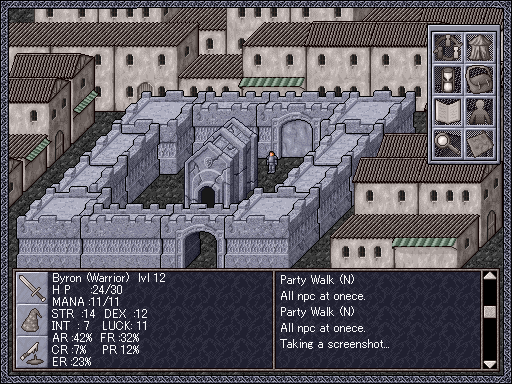 Byron (Warrior) lvl 12
H P :24/30
MANA :11/11
STR :14 DEX :12
INT : 7 LUCK: 11
AR :42% FR :32%
CR :7% PR 12%
ER :23%
Party Walk (N)
All npc at onece.
Party Walk (N)
All npc at onece.
Taking a screenshot...